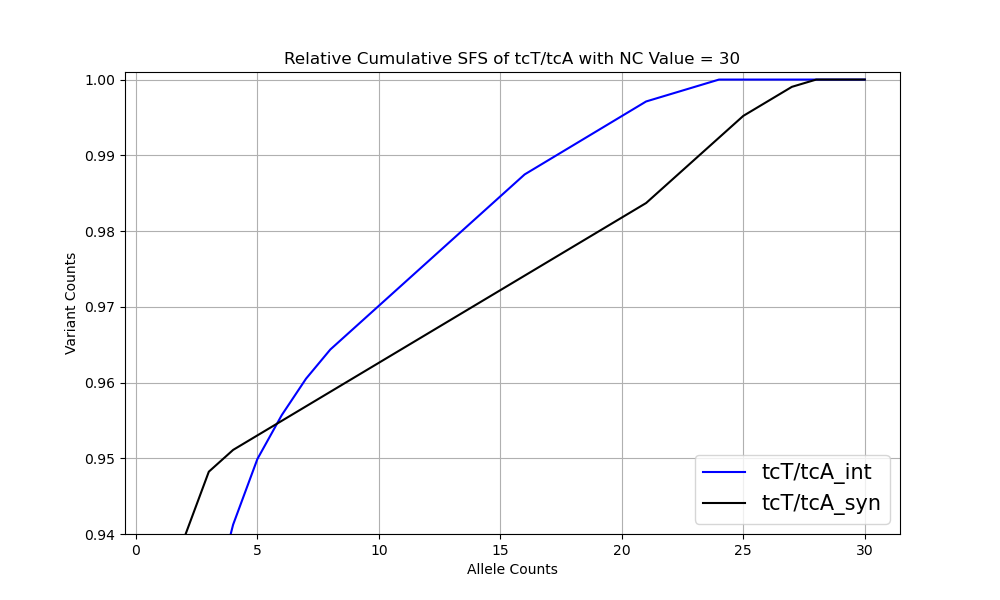 Relative Cumulative SFS of tcT/tcA with NC Value = 30
1.00
0.99
0.98
0.97
0.96
0.95
0.94
Variant Counts
0
5
10
15
20
25
30
Allele Counts
tcT/tcA_int
tcT/tcA_syn